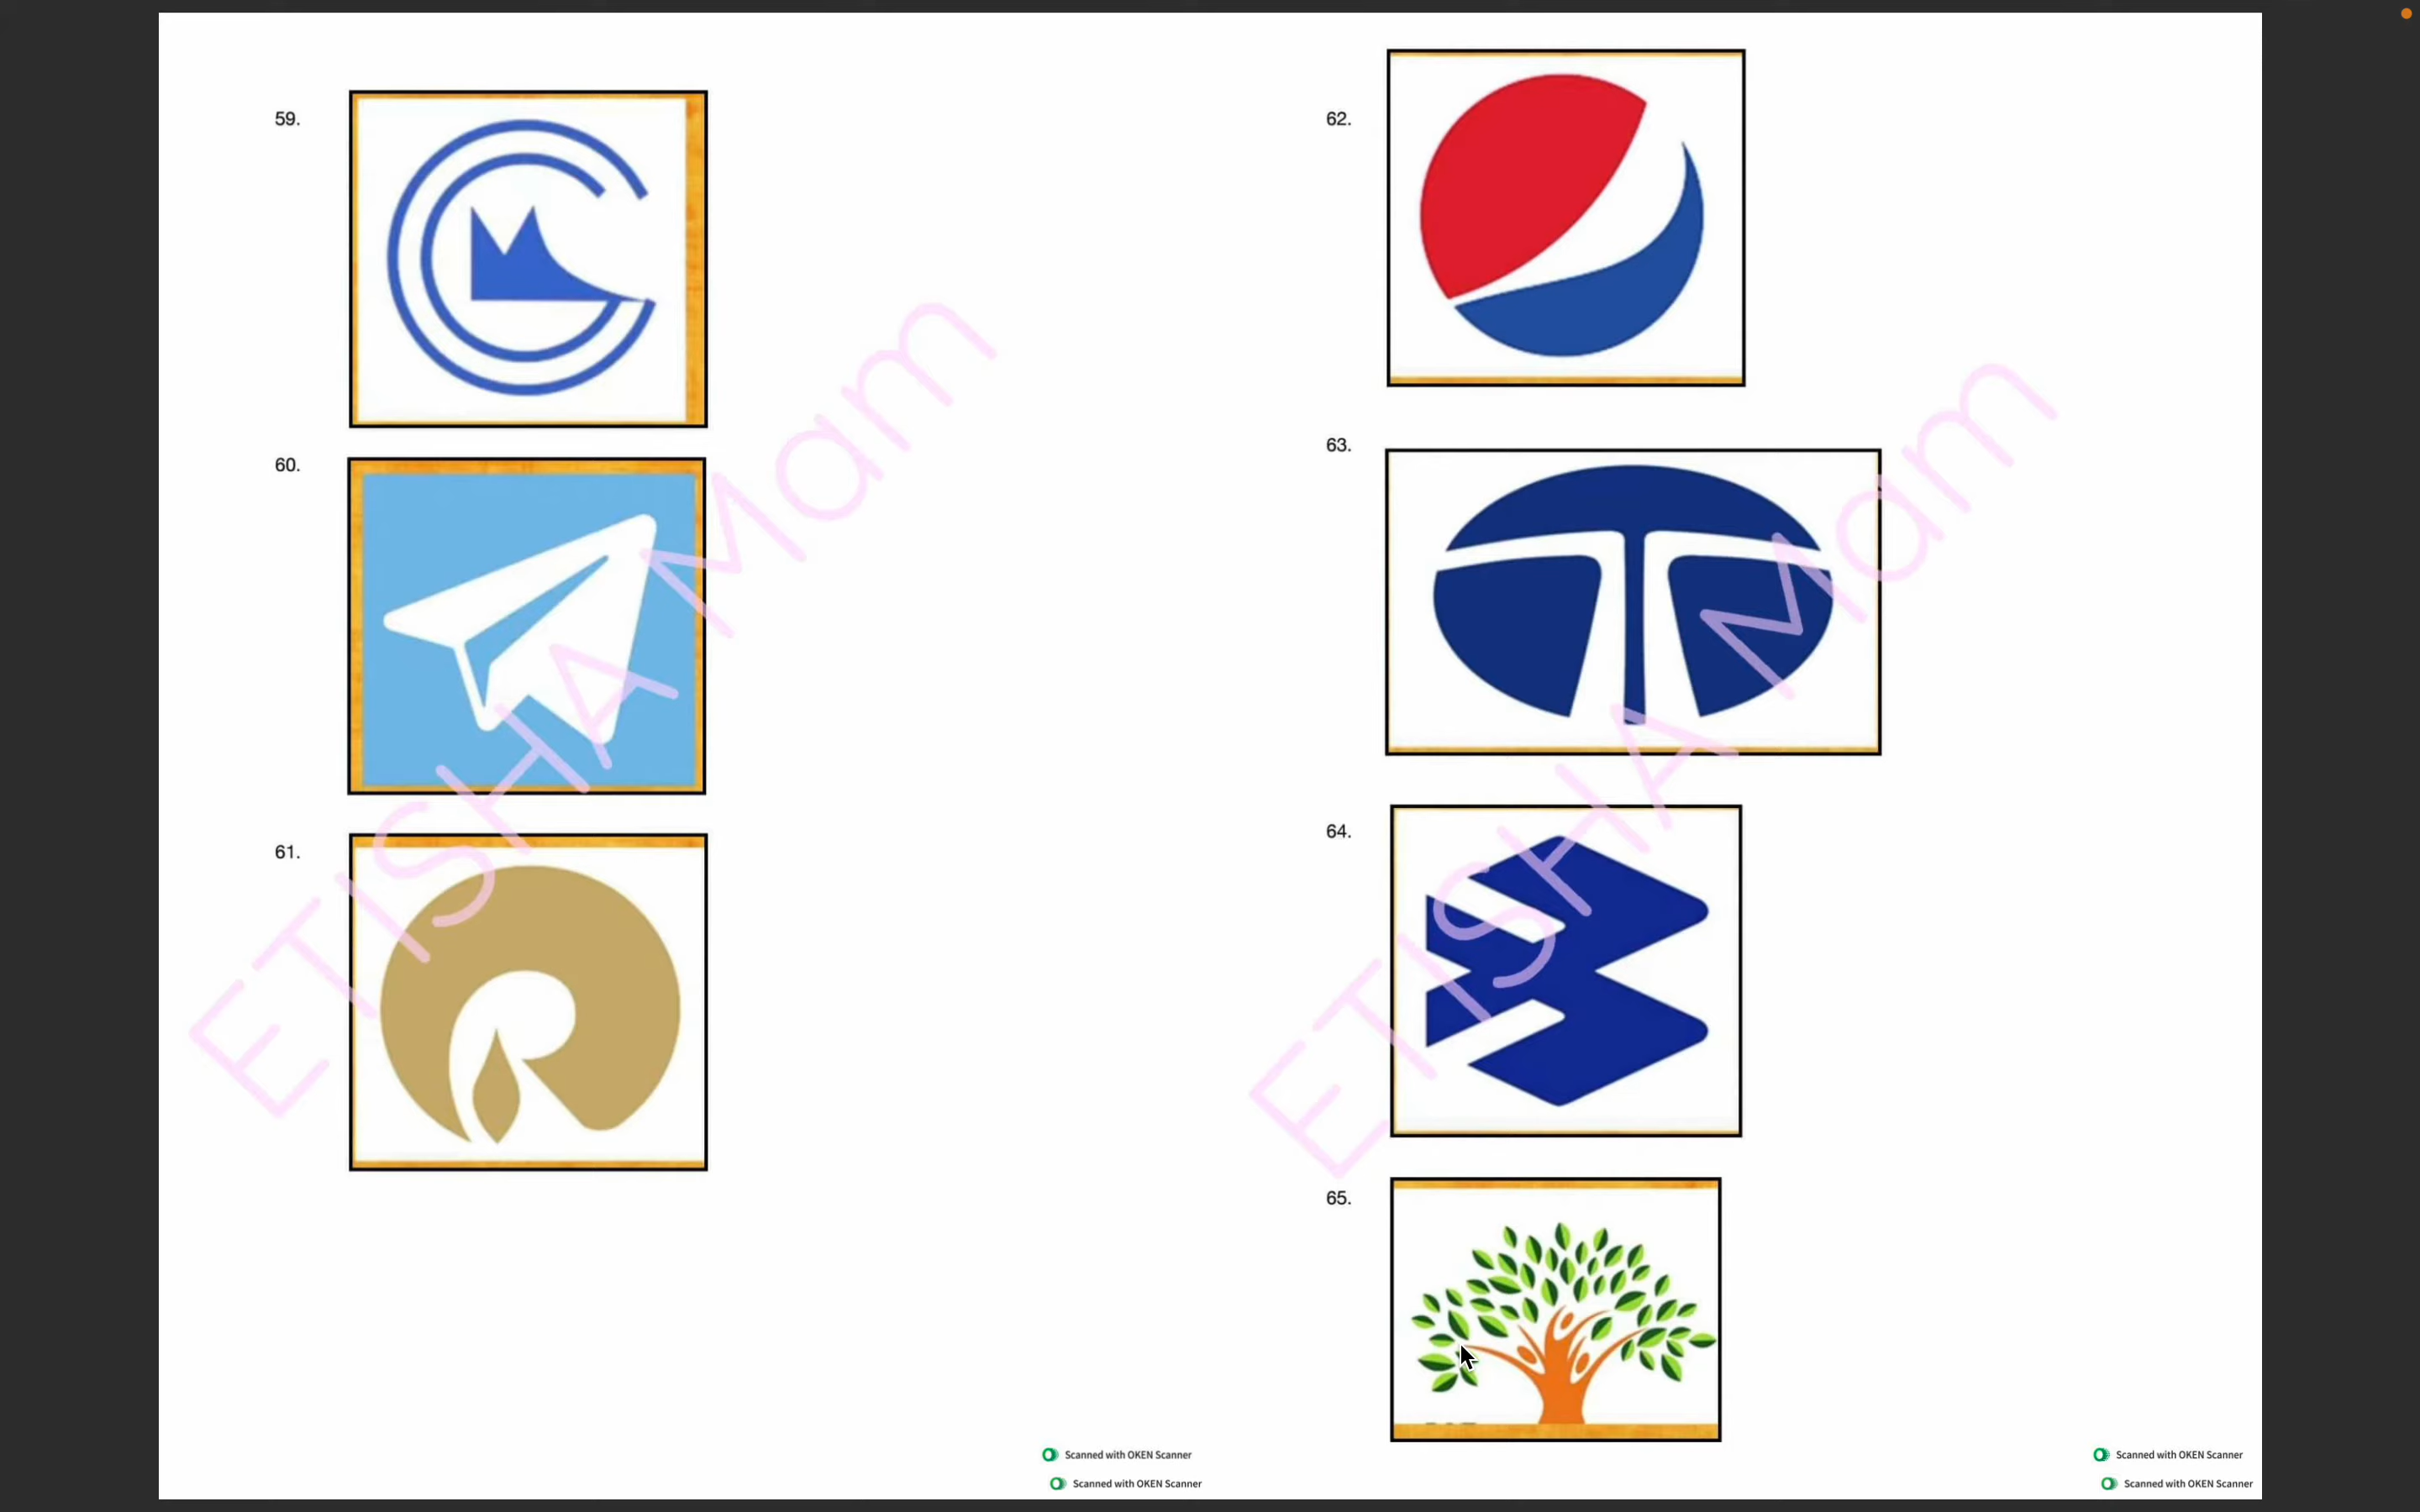 59.
60.
61.
ETISHA Mam
Scanned with OKEN Scanner
Scanned with OKEN Scanner
62.
63.
64.
65.
ETISHA Mam
Scanned with OKEN Scanner
Scanned with OKEN Scanner